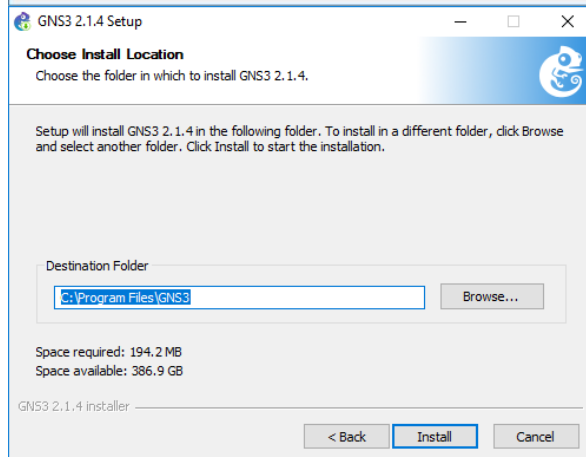 GNS3 2.1.4 Setup
Choose Install Location
Choose the folder in which to install GNS3 2.1.4.
Setup will install GNS3 2.1.4 in the following folder. To install in a different folder, click Browse
and select another folder. Click Install to start the installation.
Destination Folder
C:\Program Files\GNS3
Browse...
Space required: 194.2 MB
Space available: 386.9 GB
GNS3 2.1.4 installer
< Back
Install
Cancel